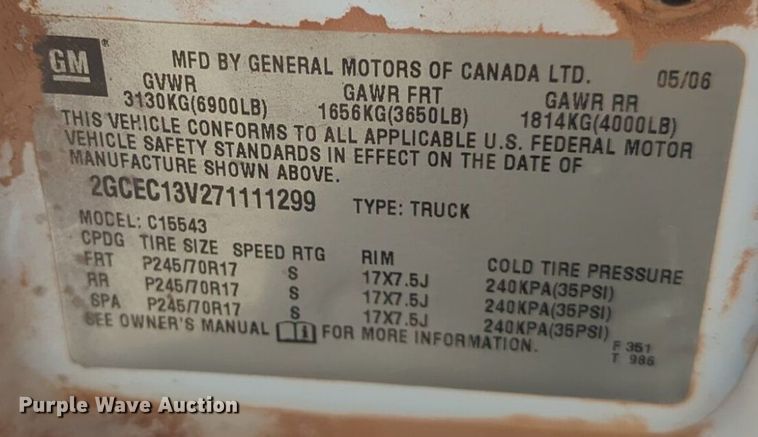 GM
MFD BY GENERAL MOTORS OF CANADA LTD. 05/06
GVWR GAWR FRT GAWR RR
3130KG(6900LB) 1656KG(3650LB) 1814KG(4000LB)
THIS VEHICLE CONFORMS TO ALL APPLICABLE U.S. FEDERAL MOTOR
VEHICLE SAFETY STANDARDS IN EFFECT ON THE DATE OF
MANUFACTURE SHOWN ABOVE.
2GCEC13V271111299 TYPE: TRUCK
MODEL: C15543
CPDG TIRE SIZE SPEED RTG RIM COLD TIRE PRESSURE
FRT P245/70R17 S 17X7.5J 240KPA(35PSI)
RR P245/70R17 S 17X7.5J 240KPA(35PSI)
SPA P245/70R17 S 17X7.5J 240KPA(35PSI)
SEE OWNER'S MANUAL FOR MORE INFORMATION.
F 351
T 986
Purple Wave Auction